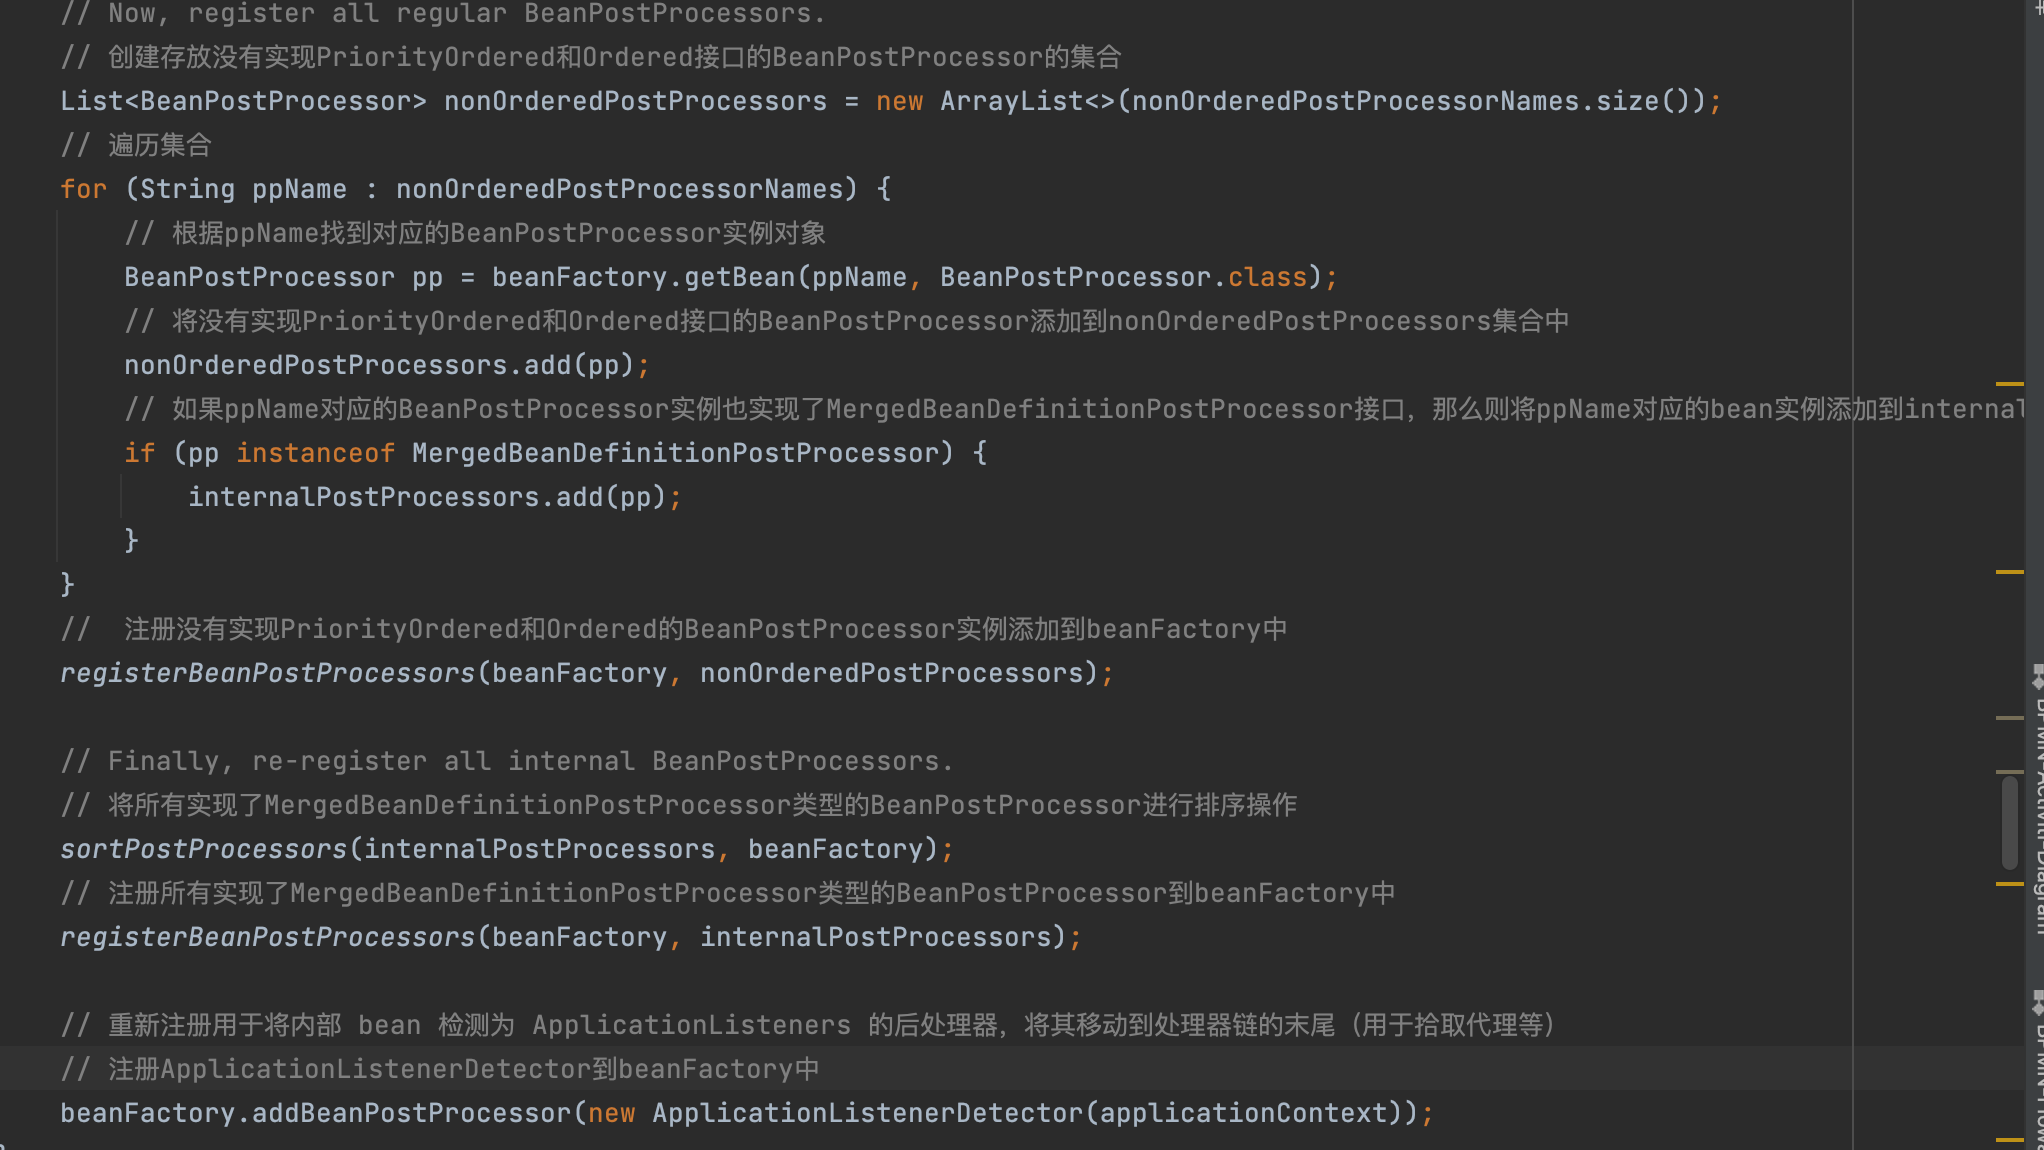 // Now, register all regular BeanPostProcessors.
// 创建存放没有实现PriorityOrdered和Ordered接口的BeanPostProcessor的集合
List<BeanPostProcessor> nonOrderedPostProcessors = new ArrayList<>(nonOrderedPostProcessorNames.size());
// 遍历集合
for (String ppName : nonOrderedPostProcessorNames) {
// 根据ppName找到对应的BeanPostProcessor实例对象
BeanPostProcessor pp = beanFactory.getBean(ppName, BeanPostProcessor.class);
// 将没有实现PriorityOrdered和Ordered接口的BeanPostProcessor添加到nonOrderedPostProcessors集合中
nonOrderedPostProcessors.add(pp);
// 如果ppName对应的BeanPostProcessor实例也实现了MergedBeanDefinitionPostProcessor接口，那么则将ppName对应的bean实例添加到internal
if (pp instanceof MergedBeanDefinitionPostProcessor) {
internalPostProcessors.add(pp);
}
}
//  注册没有实现PriorityOrdered和Ordered的BeanPostProcessor实例添加到beanFactory中
registerBeanPostProcessors(beanFactory, nonOrderedPostProcessors);
// Finally, re-register all internal BeanPostProcessors.
// 将所有实现了MergedBeanDefinitionPostProcessor类型的BeanPostProcessor进行排序操作
sortPostProcessors(internalPostProcessors, beanFactory);
// 注册所有实现了MergedBeanDefinitionPostProcessor类型的BeanPostProcessor到beanFactory中
registerBeanPostProcessors(beanFactory, internalPostProcessors);
// 重新注册用于将内部 bean 检测为 ApplicationListeners 的后处理器，将其移动到处理器链的末尾（用于拾取代理等）
// 注册ApplicationListenerDetector到beanFactory中
beanFactory.addBeanPostProcessor(new ApplicationListenerDetector(applicationContext));
BPMN-Activiti-Diagram